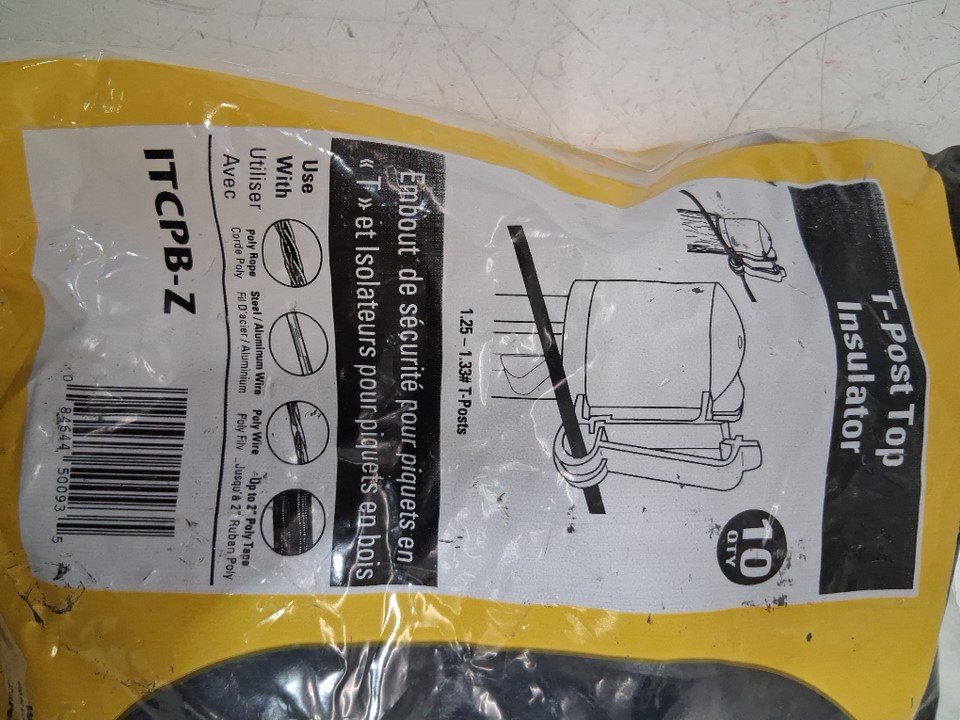 T-Post Top
Insulator
10
QTY
1.25 – 1.33# T-Posts
Embout de sécurité pour piquets en
« T » et Isolateurs pour piquets en bois
Use
With
Utiliser
Avec
Poly Rope
Corde Poly
Steel / Aluminum Wire
Fil D'acier / Aluminium
Poly Wire
Poly Filv
Up to 2" Poly Tape
Jusqu'à 2" Ruban Poly
ITCPB-Z
0 84644 50093 5